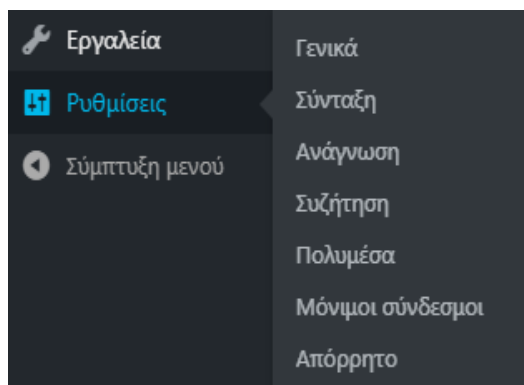 Εργαλεία
Ρυθμίσεις
Σύμπτυξη μενού
Γενικά
Σύνταξη
Ανάγνωση
Συζήτηση
Πολυμέσα
Μόνιμοι σύνδεσμοι
Απόρρητο